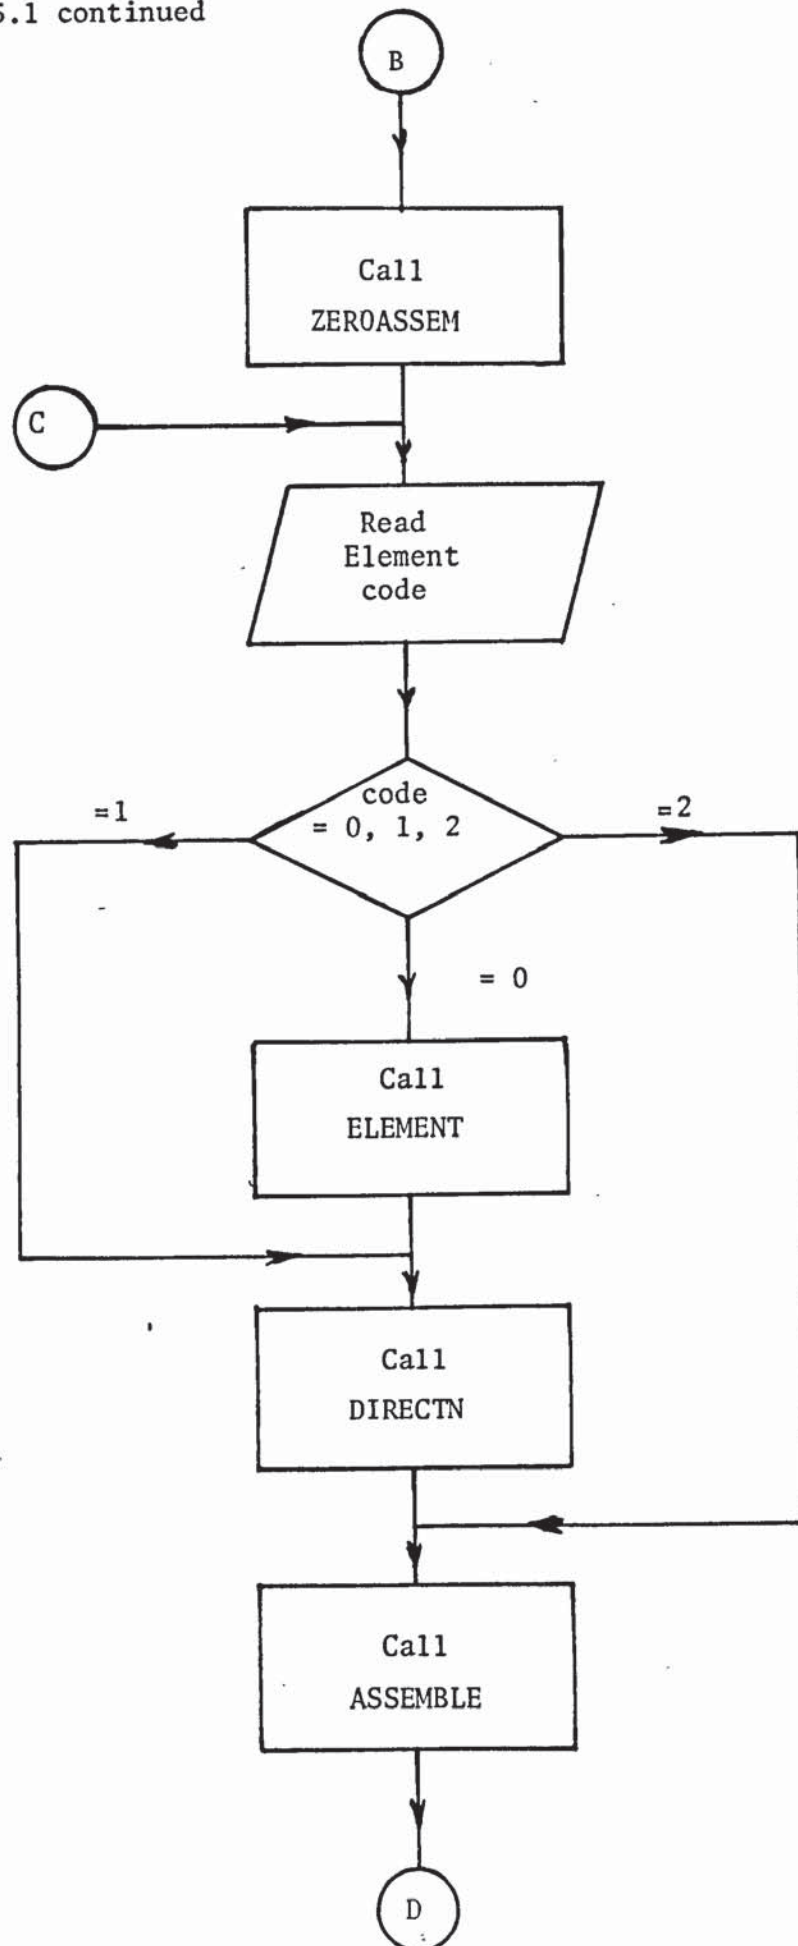 5.1 continued
B
Call
ZEROASSEM
C
Read
Element
code
code
= 0, 1, 2
=1
=2
= 0
Call
ELEMENT
Call
DIRECTN
Call
ASSEMBLE
D